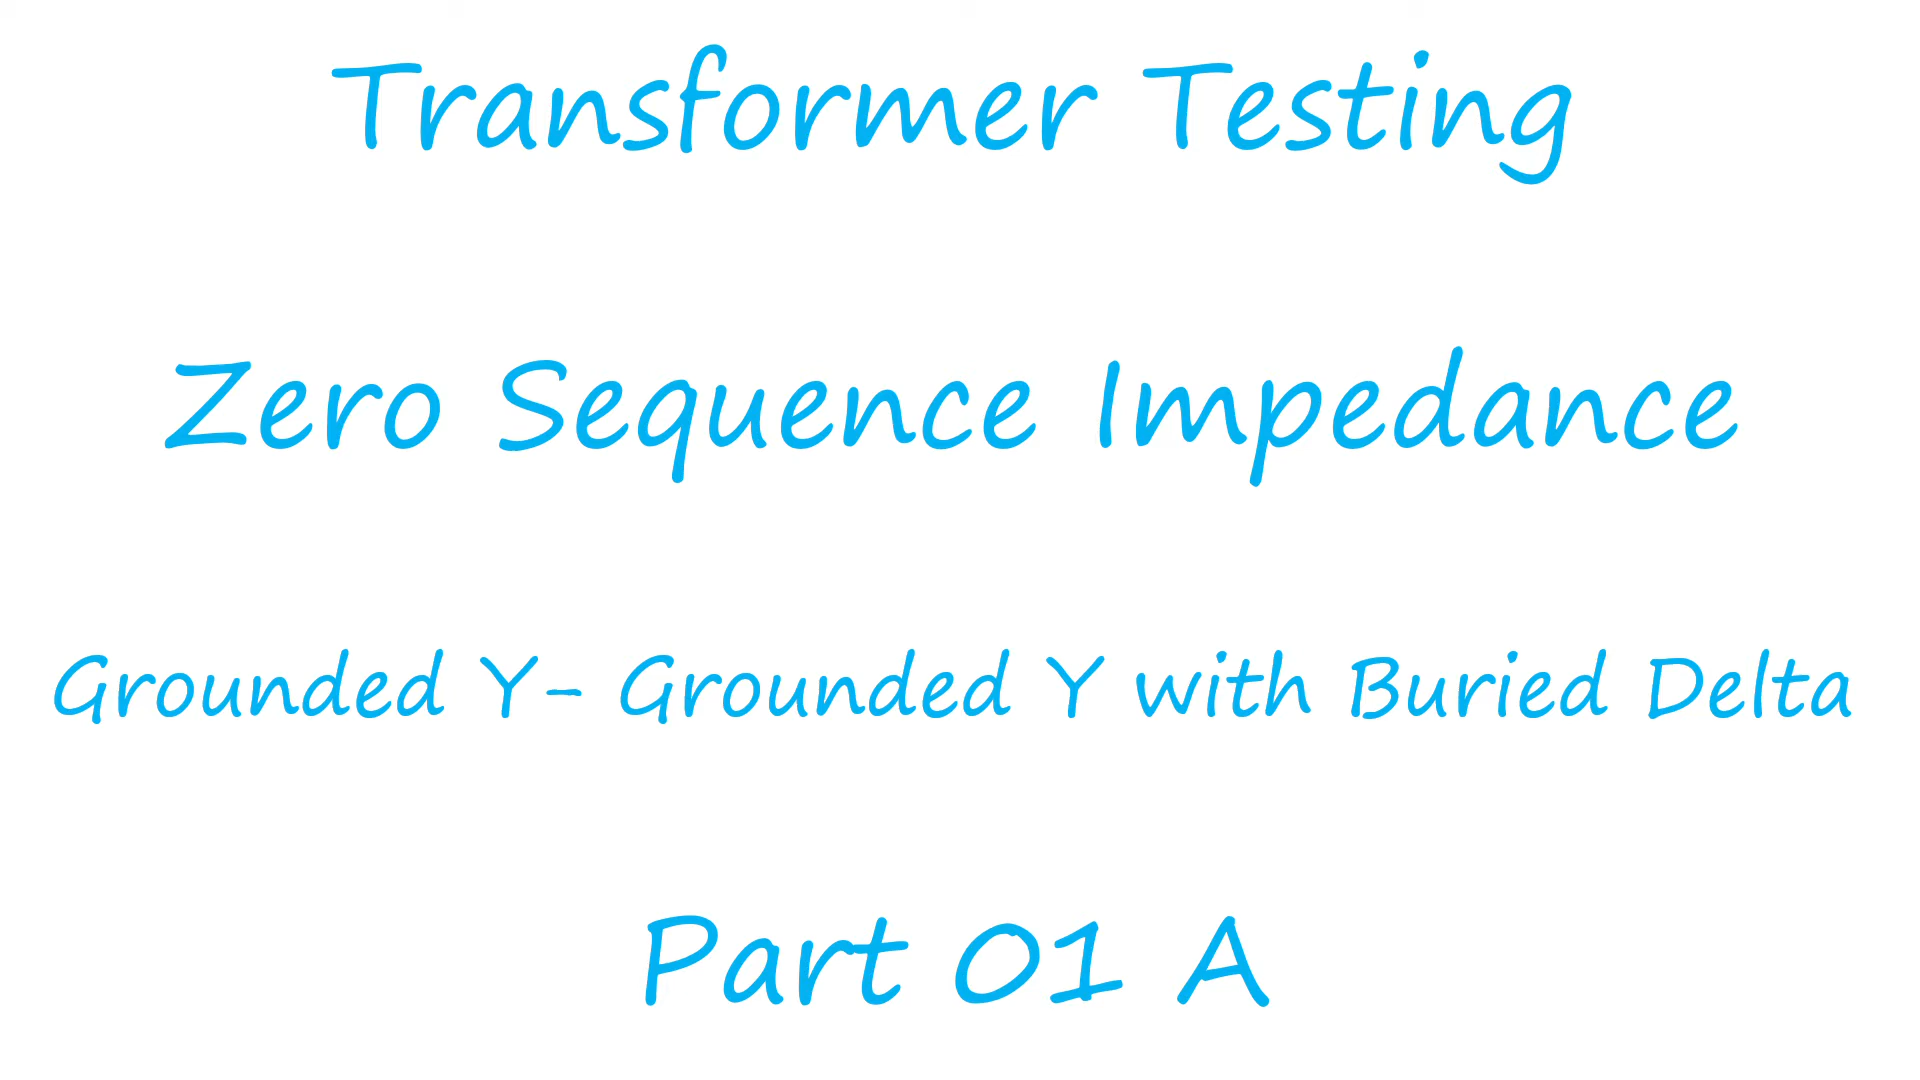 Transformer Testing
Zero Sequence Impedance
Grounded Y- Grounded Y with Buried Delta
Part 01 A